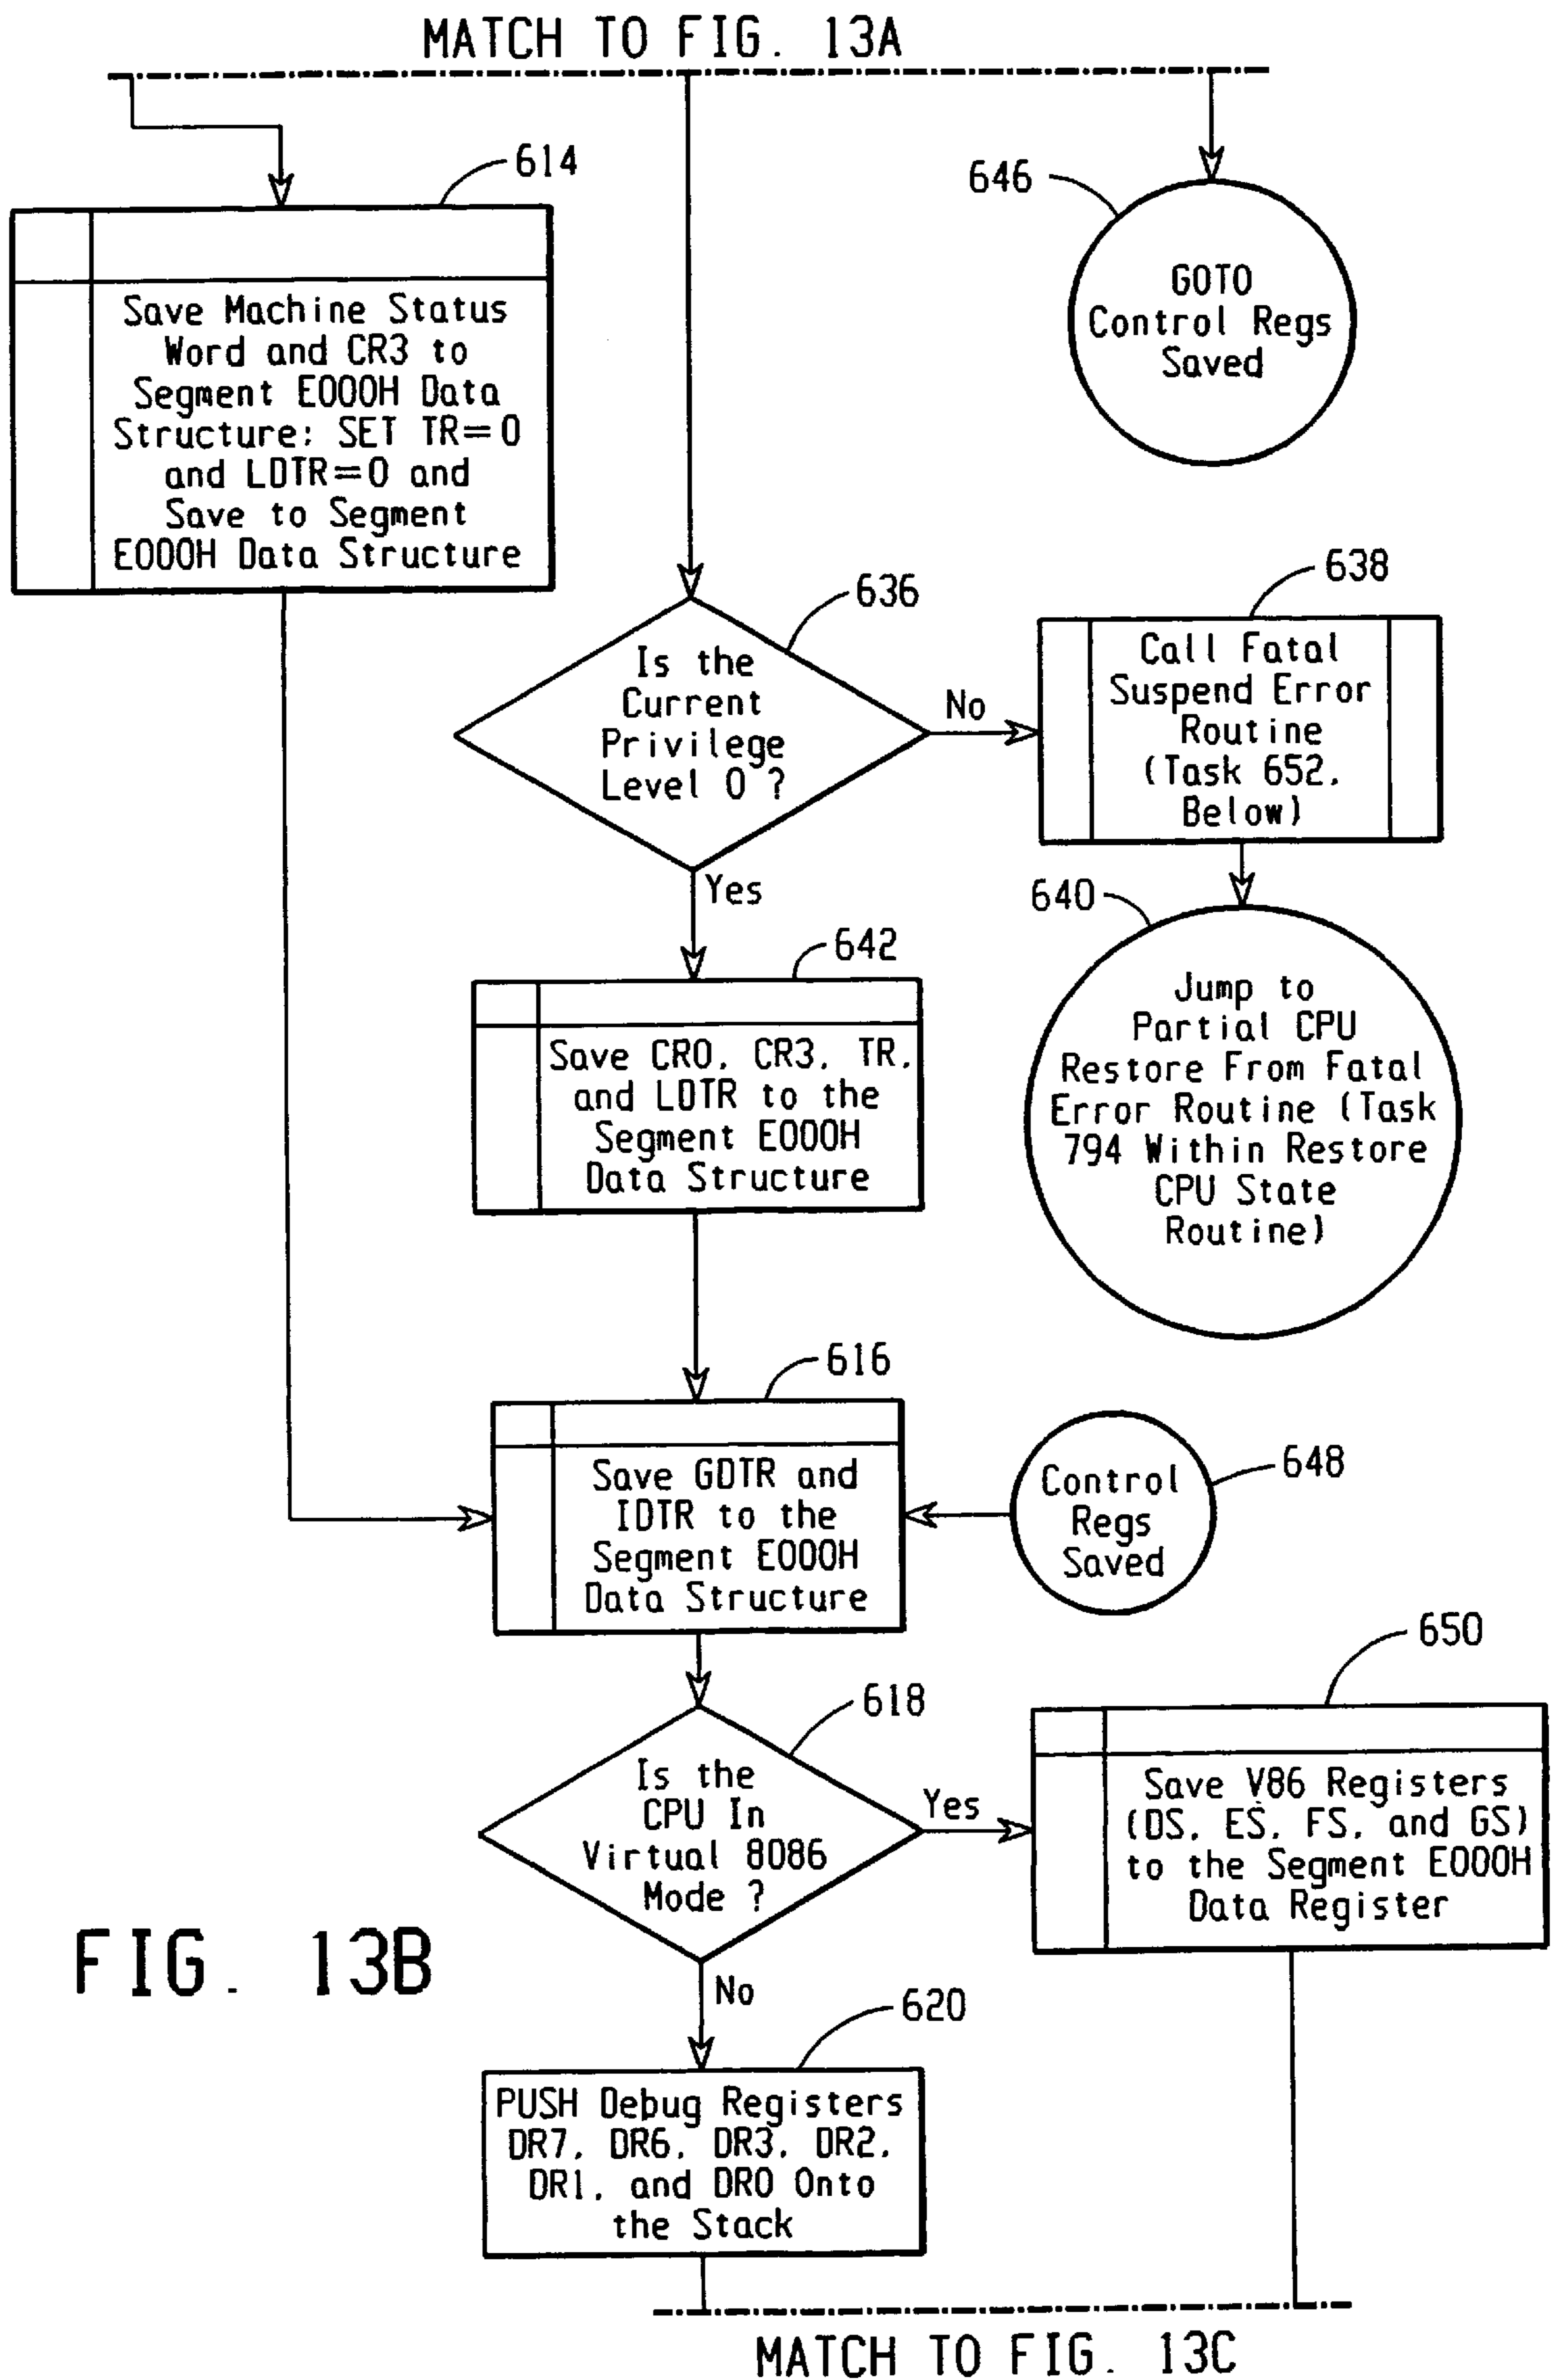 MATCH TO FIG. 13A
614
Save Machine Status
Word and CR3 to
Segment E000H Data
Structure; SET TR=0
and LDTR=0 and
Save to Segment
E000H Data Structure
646
GOTO
Control Regs
Saved
636
Is the
Current
Privilege
Level 0 ?
No
Yes
638
Call Fatal
Suspend Error
Routine
(Task 652,
Below)
640
Jump to
Partial CPU
Restore From Fatal
Error Routine (Task
794 Within Restore
CPU State
Routine)
642
Save CR0, CR3, TR,
and LDTR to the
Segment E000H
Data Structure
616
Save GDTR and
IDTR to the
Segment E000H
Data Structure
648
Control
Regs
Saved
618
Is the
CPU In
Virtual 8086
Mode ?
Yes
No
650
Save V86 Registers
(DS, ES, FS, and GS)
to the Segment E000H
Data Register
620
PUSH Debug Registers
DR7, DR6, DR3, DR2,
DR1, and DR0 Onto
the Stack
FIG. 13B
MATCH TO FIG. 13C